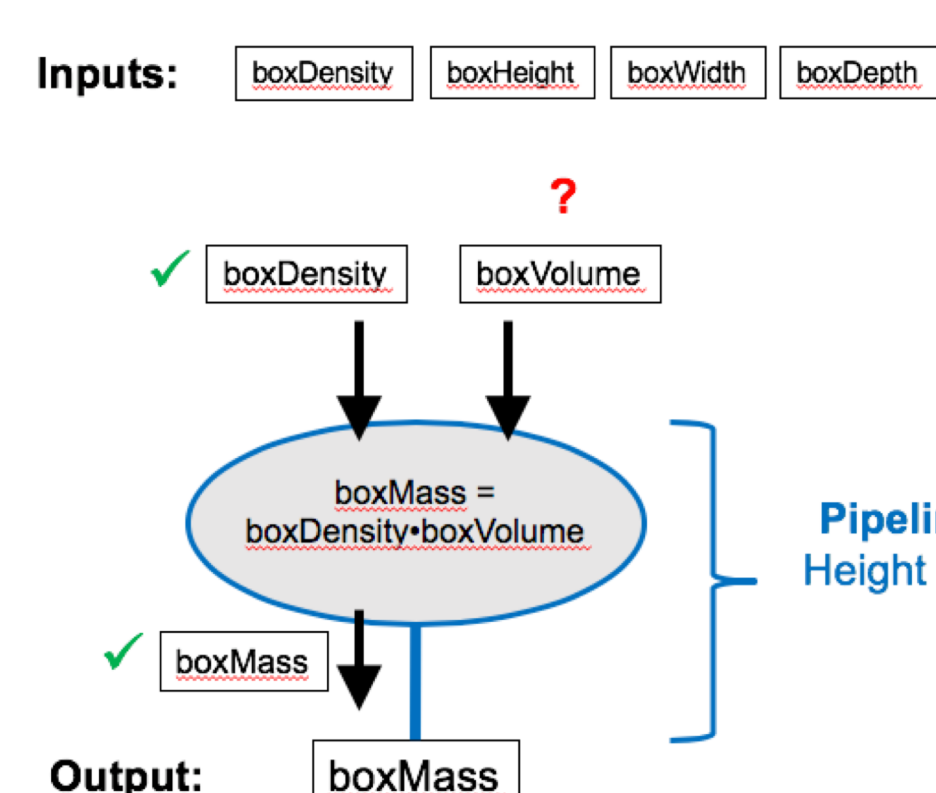 Inputs: boxDensity boxHeight boxWidth boxDepth
?
boxDensity boxVolume
boxMass =
boxDensity•boxVolume
Height
boxMass
Output: boxMass